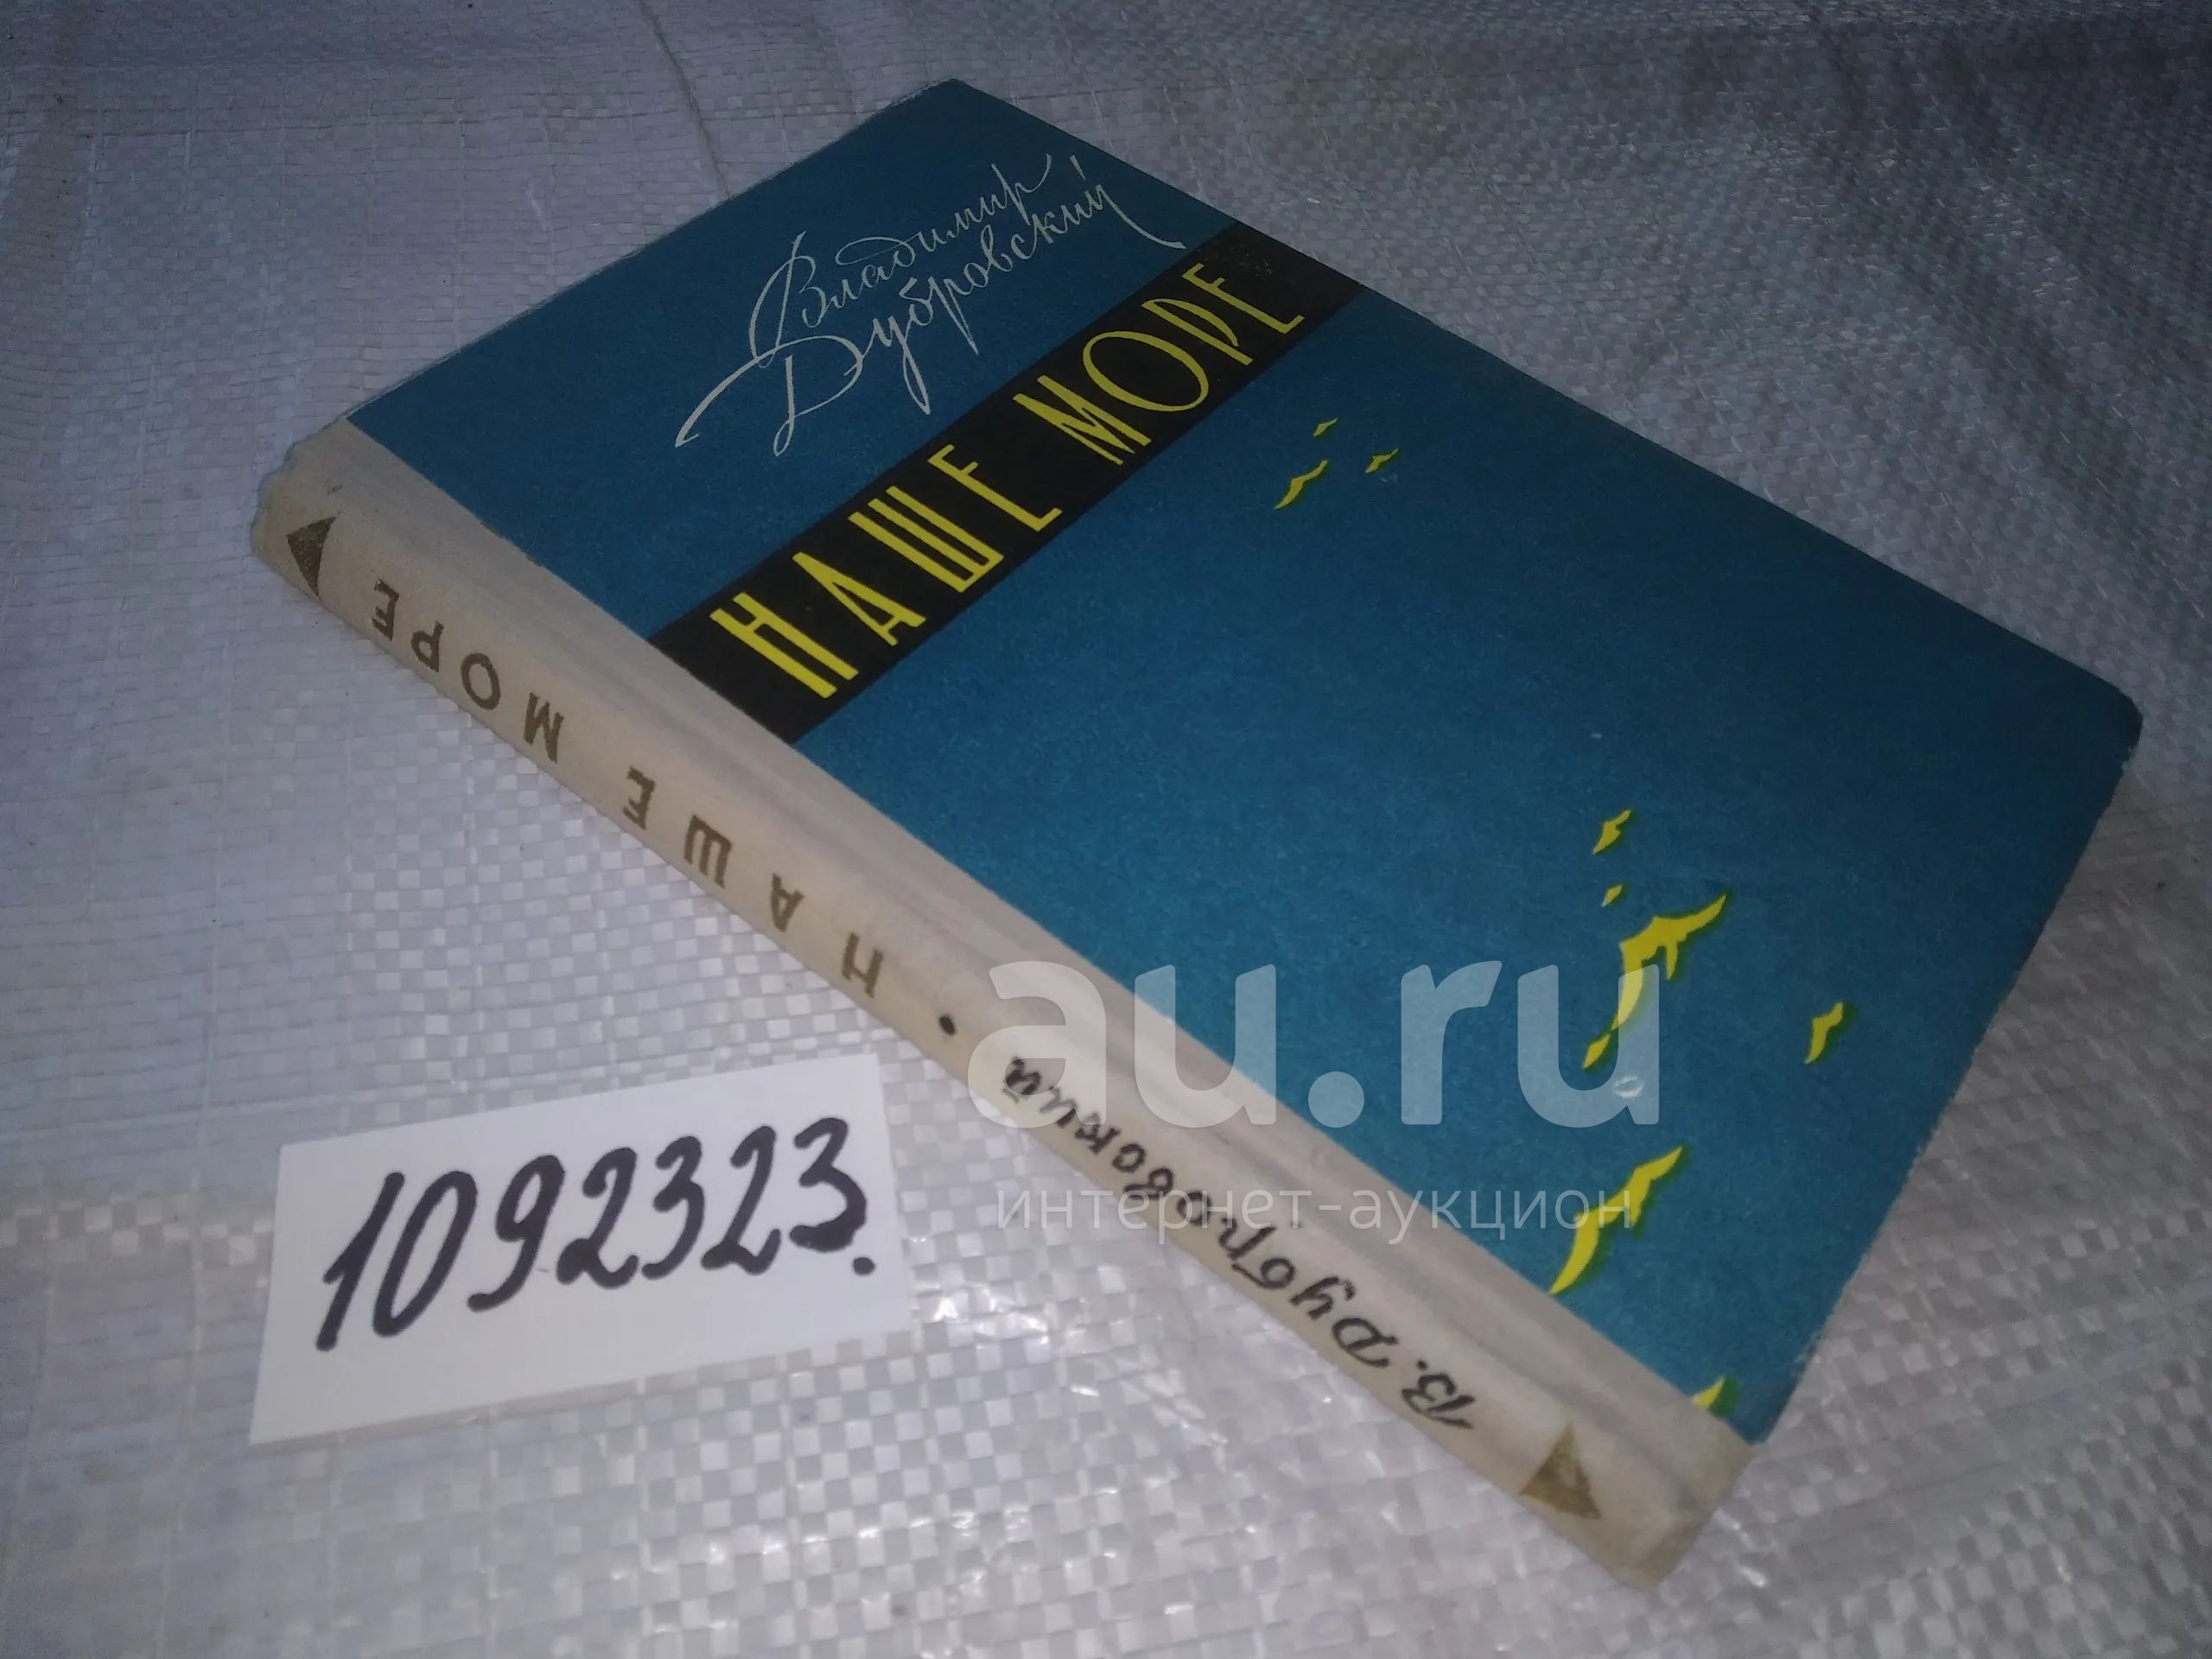 Владимир
Дубровский
НАШЕ МОРЕ
В. Дубровский • НАШЕ МОРЕ
1092323.
au.ru
интернет-аукцион